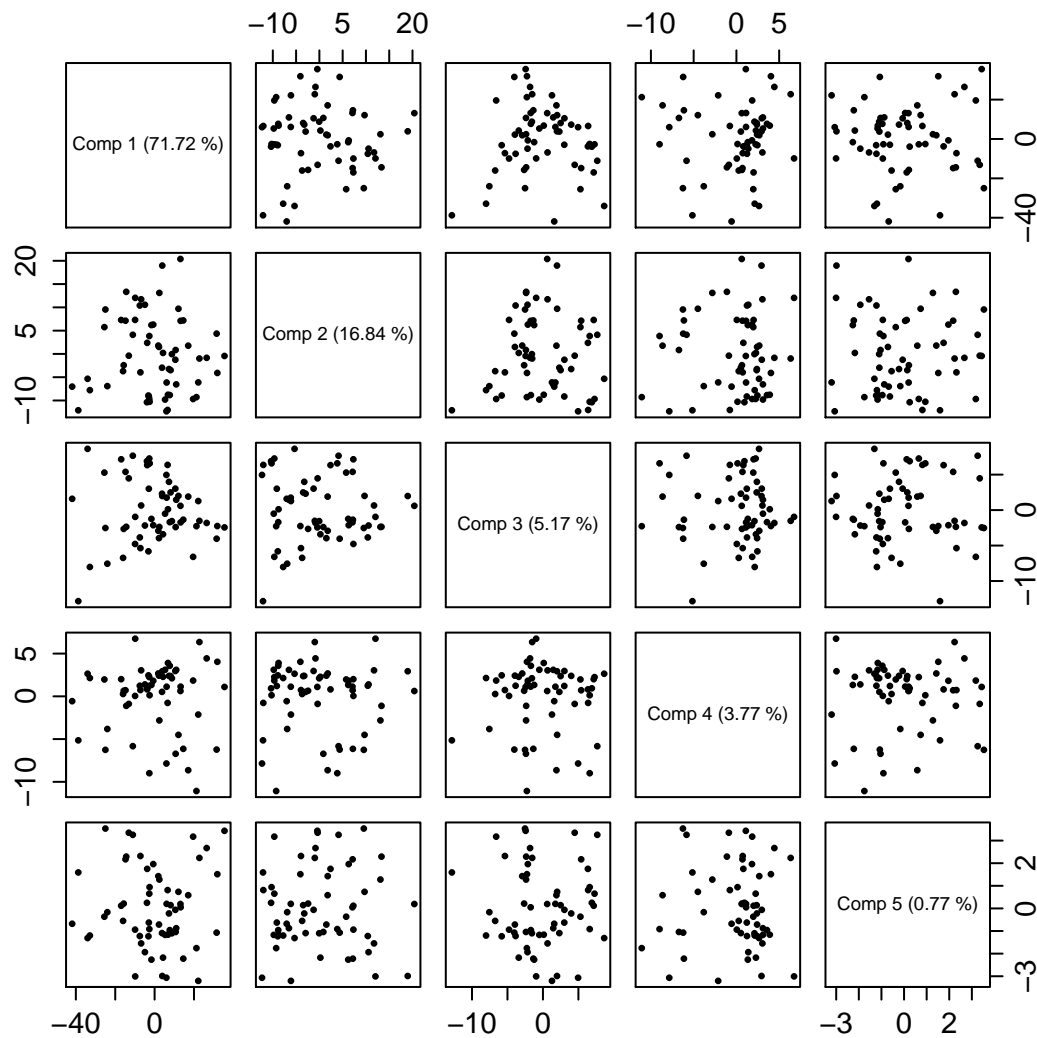 −10 5 20 −10 0 5
Comp 1 (71.72 %) −40 0
−10 5 20 Comp 2 (16.84 %)
Comp 3 (5.17 %) −10 0
−10 0 5 Comp 4 (3.77 %)
Comp 5 (0.77 %) −3 0 2
−40 0 −10 0 −3 0 2